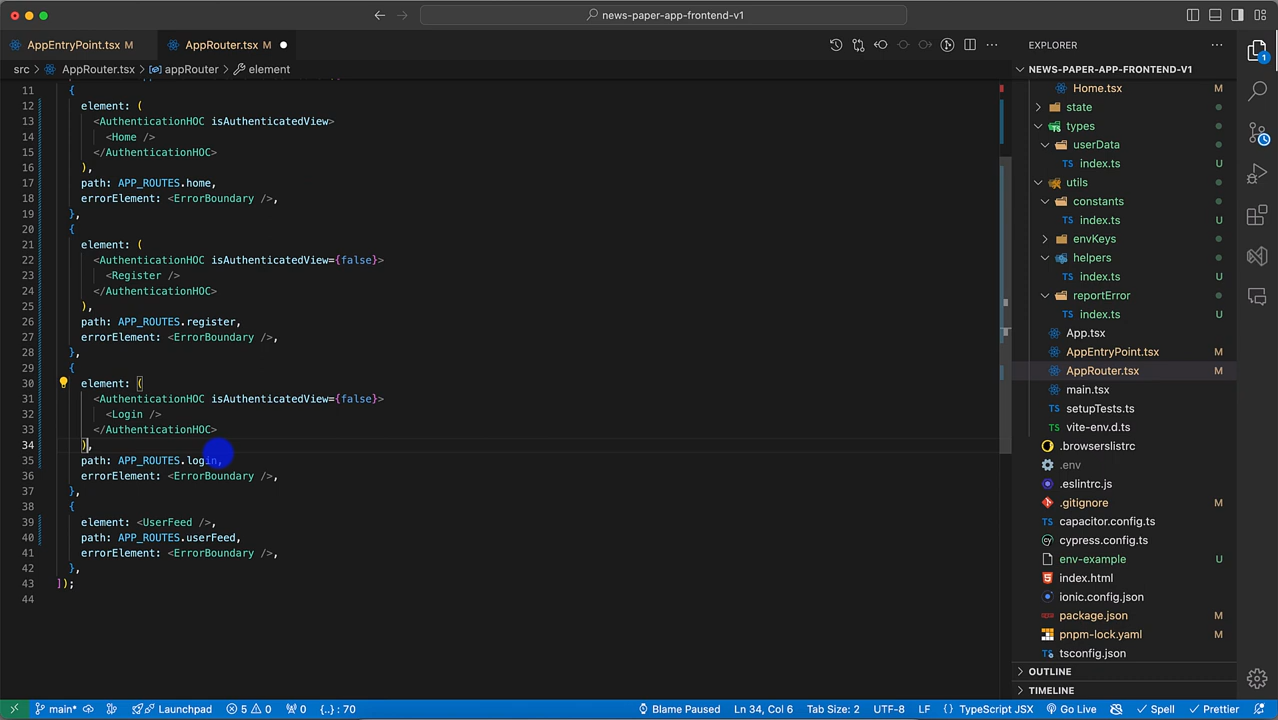 news-paper-app-frontend-v1
AppEntryPoint.tsx M
AppRouter.tsx M
src > AppRouter.tsx > appRouter > element
11 {
12 element: (
13 <AuthenticationHOC isAuthenticatedView>
14 <Home />
15 </AuthenticationHOC>
16 ),
17 path: APP_ROUTES.home,
18 errorElement: <ErrorBoundary />,
19 },
20 {
21 element: (
22 <AuthenticationHOC isAuthenticatedView={false}>
23 <Register />
24 </AuthenticationHOC>
25 ),
26 path: APP_ROUTES.register,
27 errorElement: <ErrorBoundary />,
28 },
29 {
30 element: (
31 <AuthenticationHOC isAuthenticatedView={false}>
32 <Login />
33 </AuthenticationHOC>
34 ),
35 path: APP_ROUTES.login,
36 errorElement: <ErrorBoundary />,
37 },
38 {
39 element: <UserFeed />,
40 path: APP_ROUTES.userFeed,
41 errorElement: <ErrorBoundary />,
42 },
43 ]);
44
EXPLORER
NEWS-PAPER-APP-FRONTEND-V1
Home.tsx M
state
types
userData
TS index.ts U
utils
constants
TS index.ts U
envKeys
helpers
TS index.ts U
reportError
TS index.ts U
App.tsx
AppEntryPoint.tsx M
AppRouter.tsx M
main.tsx
TS setupTests.ts
TS vite-env.d.ts
.browserslistrc
.env
.eslintrc.js
.gitignore M
TS capacitor.config.ts
cypress.config.ts
env-example U
index.html
ionic.config.json
package.json M
pnpm-lock.yaml M
tsconfig.json
OUTLINE
TIMELINE
1
main* Launchpad 5 0 0 {..} : 70 Blame Paused Ln 34, Col 6 Tab Size: 2 UTF-8 LF {} TypeScript JSX Go Live Spell Prettier